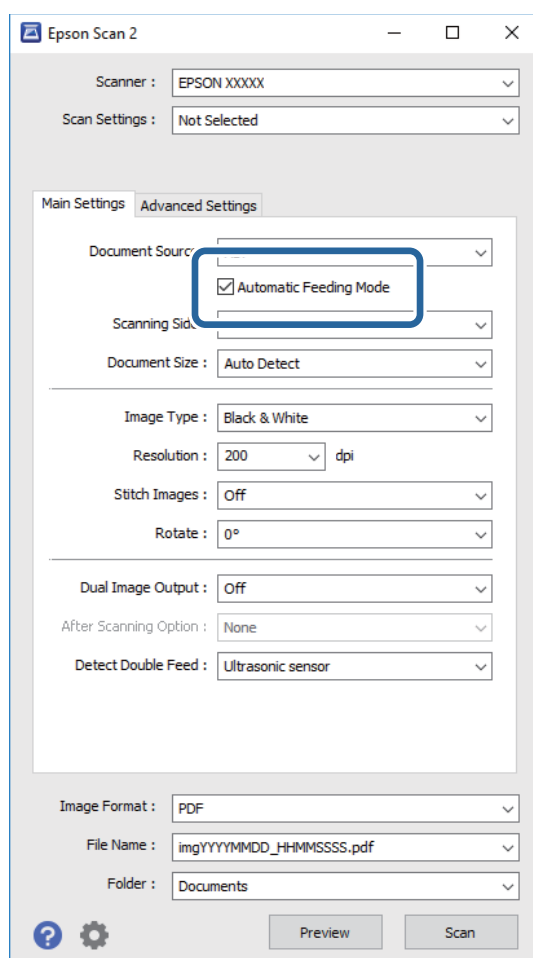 Epson Scan 2
Scanner : EPSON XXXXX
Scan Settings : Not Selected
Main Settings Advanced Settings
Document
Automatic Feeding Mode
Scanning
Document Size : Auto Detect
Image Type : Black & White
Resolution : 200 dpi
Stitch Images : Off
Rotate : 0°
Dual Image Output : Off
After Scanning Option : None
Detect Double Feed : Ultrasonic sensor
Image Format : PDF
File Name : imgYYYYMMDD_HHMMSSSS.pdf
Folder : Documents
? Preview Scan